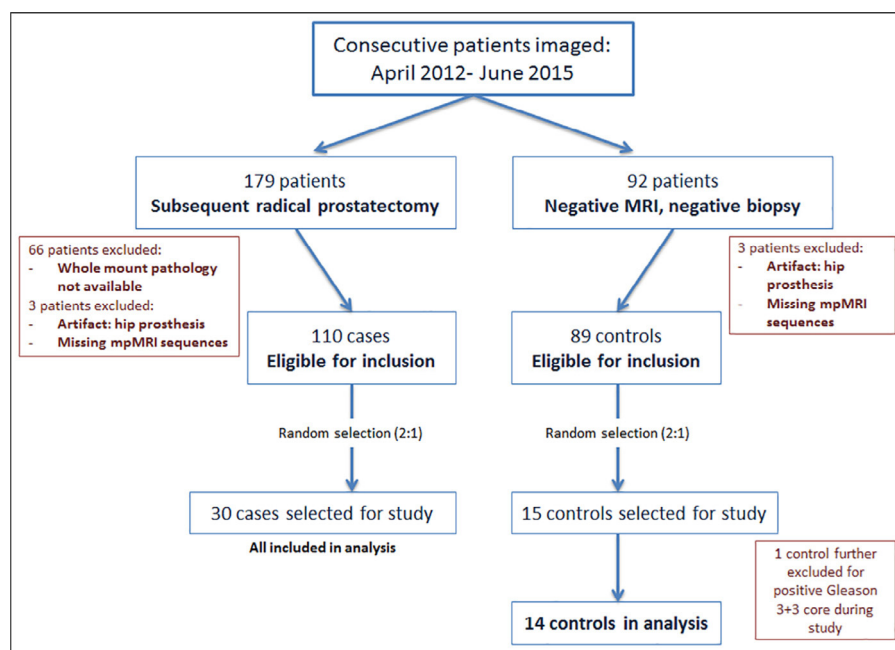 Consecutive patients imaged:
April 2012- June 2015
179 patients
Subsequent radical prostatectomy
92 patients
Negative MRI, negative biopsy
66 patients excluded:
- Whole mount pathology
not available
3 patients excluded:
- Artifact: hip prosthesis
- Missing mpMRI sequences
3 patients excluded:
- Artifact: hip
prosthesis
- Missing mpMRI
sequences
110 cases
Eligible for inclusion
89 controls
Eligible for inclusion
Random selection (2:1)
Random selection (2:1)
30 cases selected for study
All included in analysis
15 controls selected for study
1 control further
excluded for
positive Gleason
3+3 core during
study
14 controls in analysis